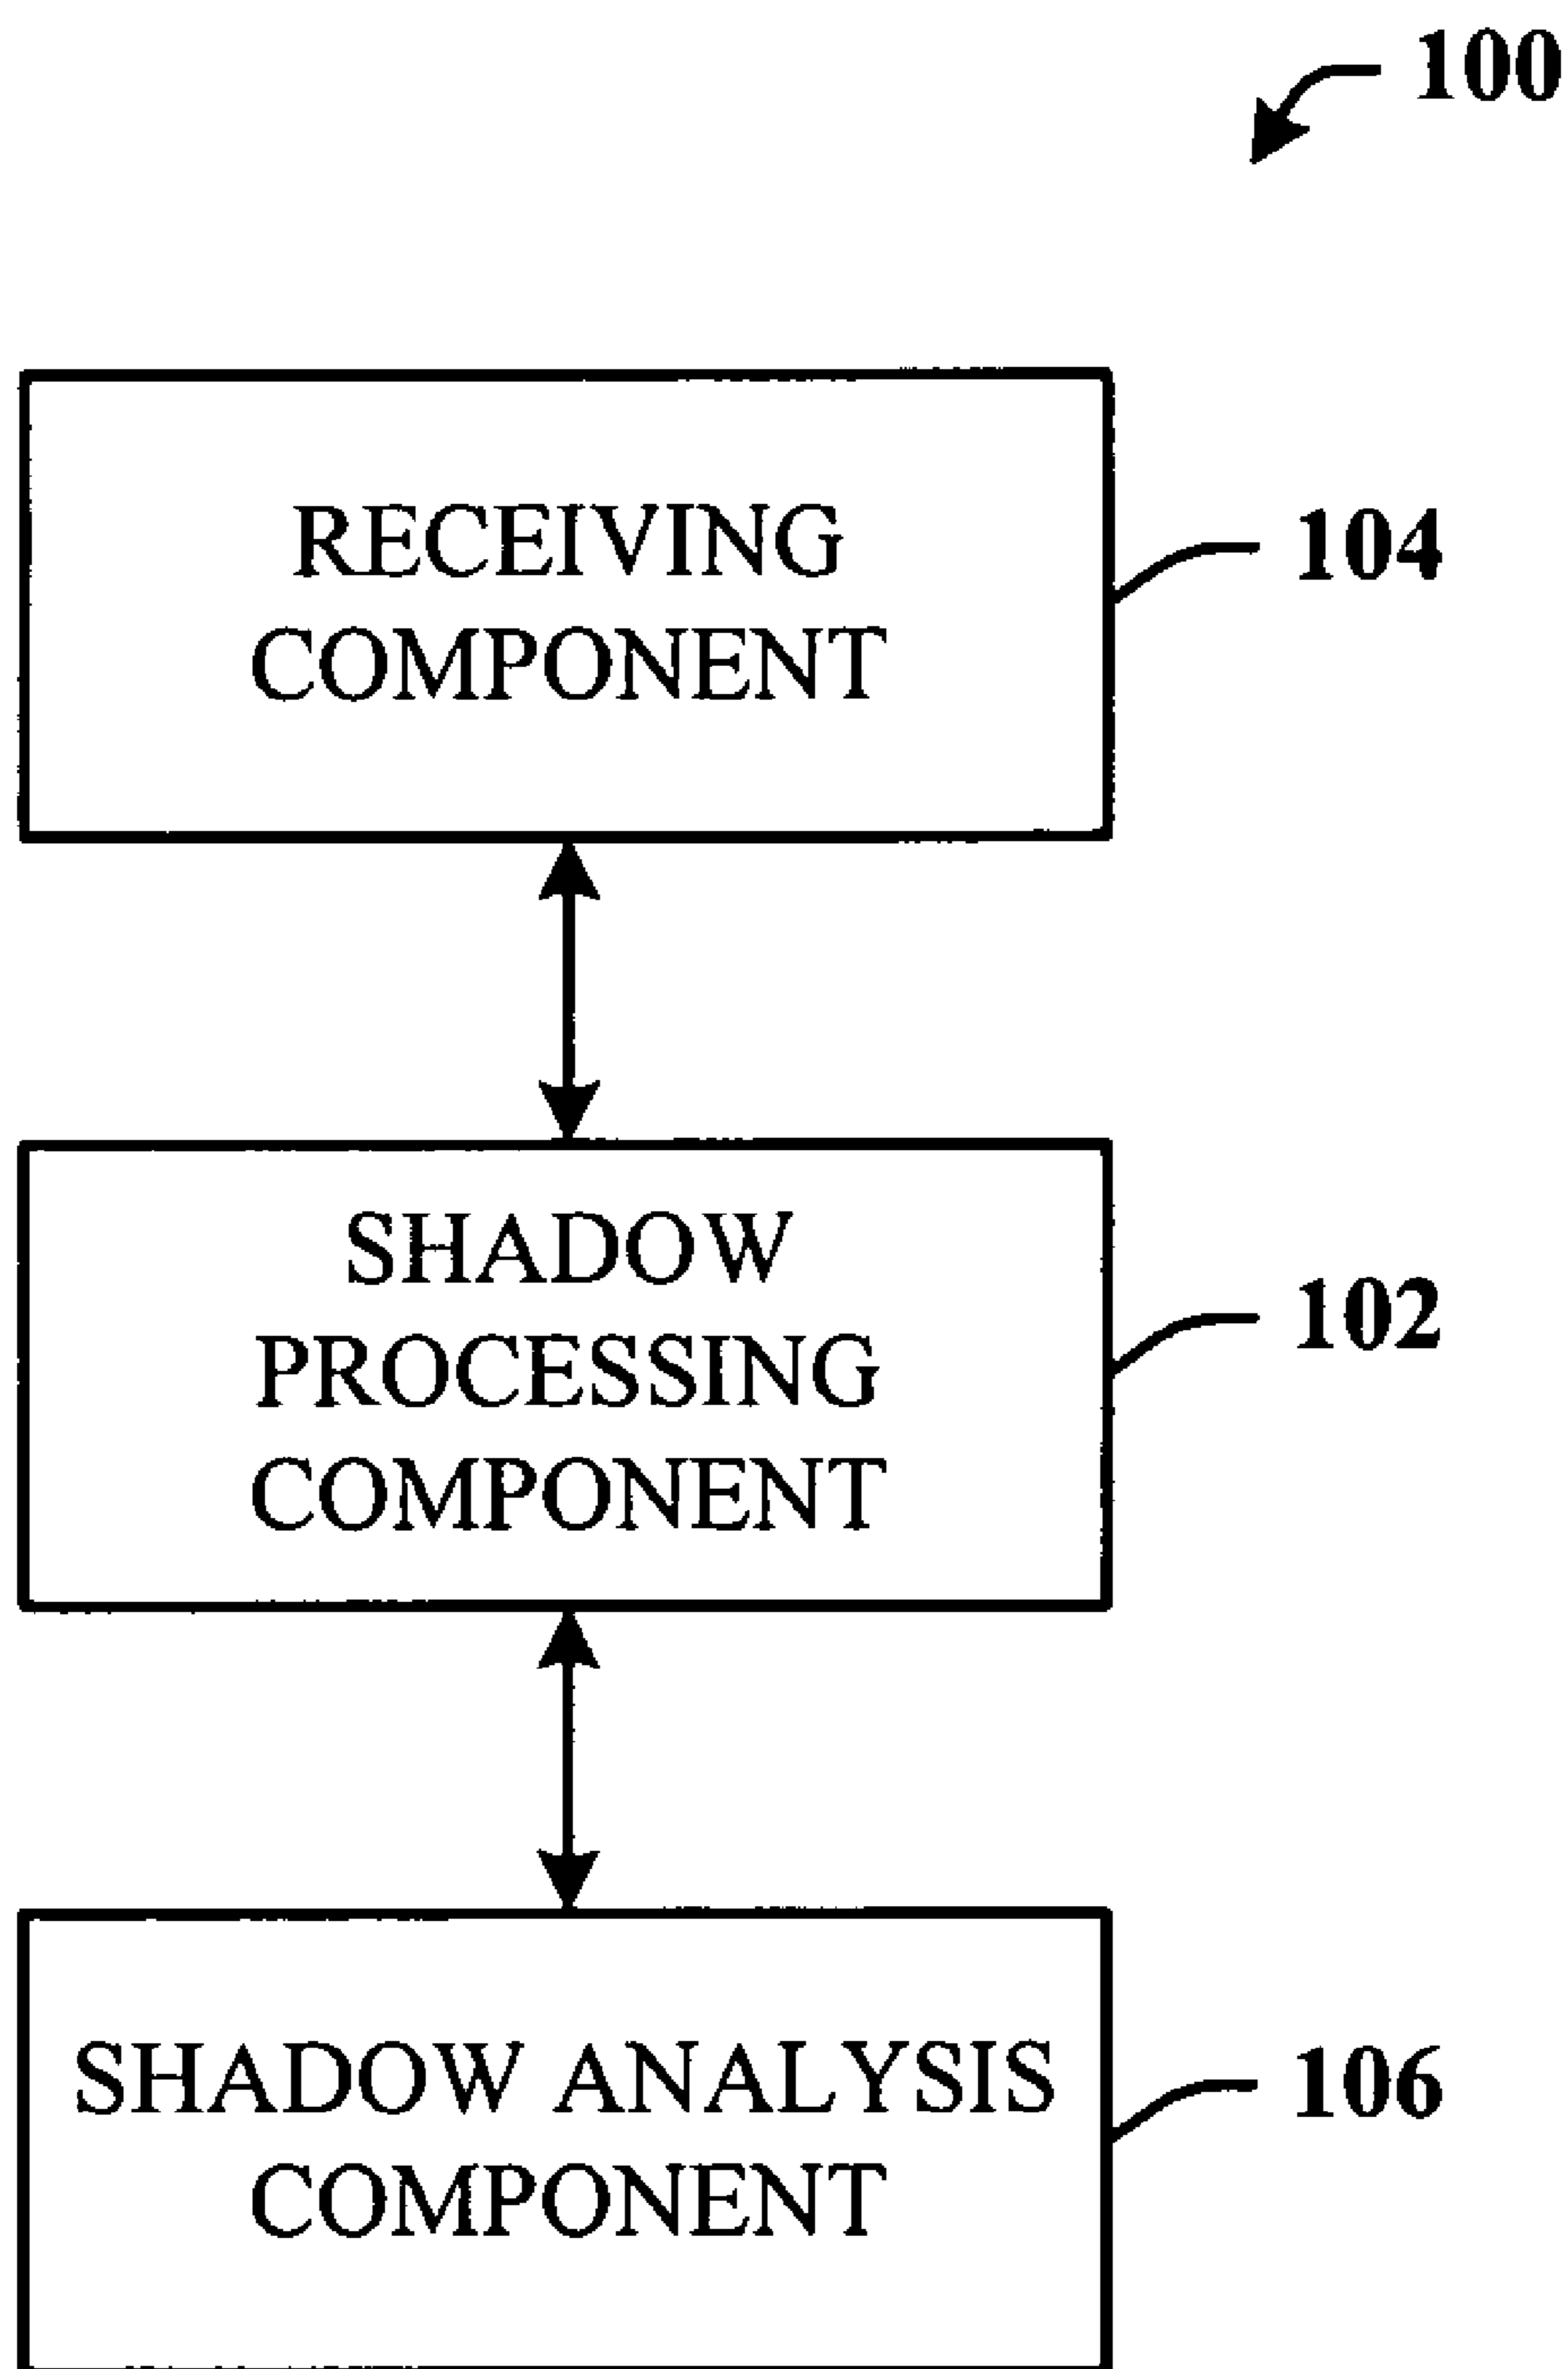 100
RECEIVING
COMPONENT
104
SHADOW
PROCESSING
COMPONENT
102
SHADOW ANALYSIS
COMPONENT
106